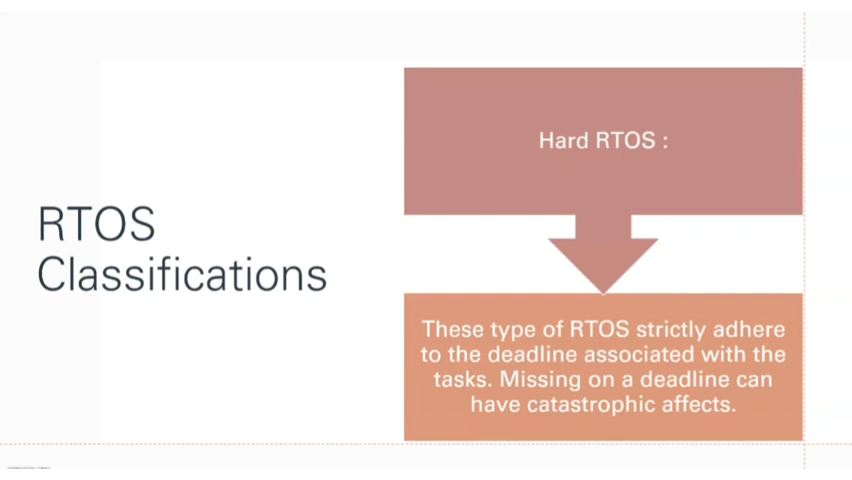 RTOS
Classifications
Hard RTOS :
These type of RTOS strictly adhere
to the deadline associated with the
tasks. Missing on a deadline can
have catastrophic affects.